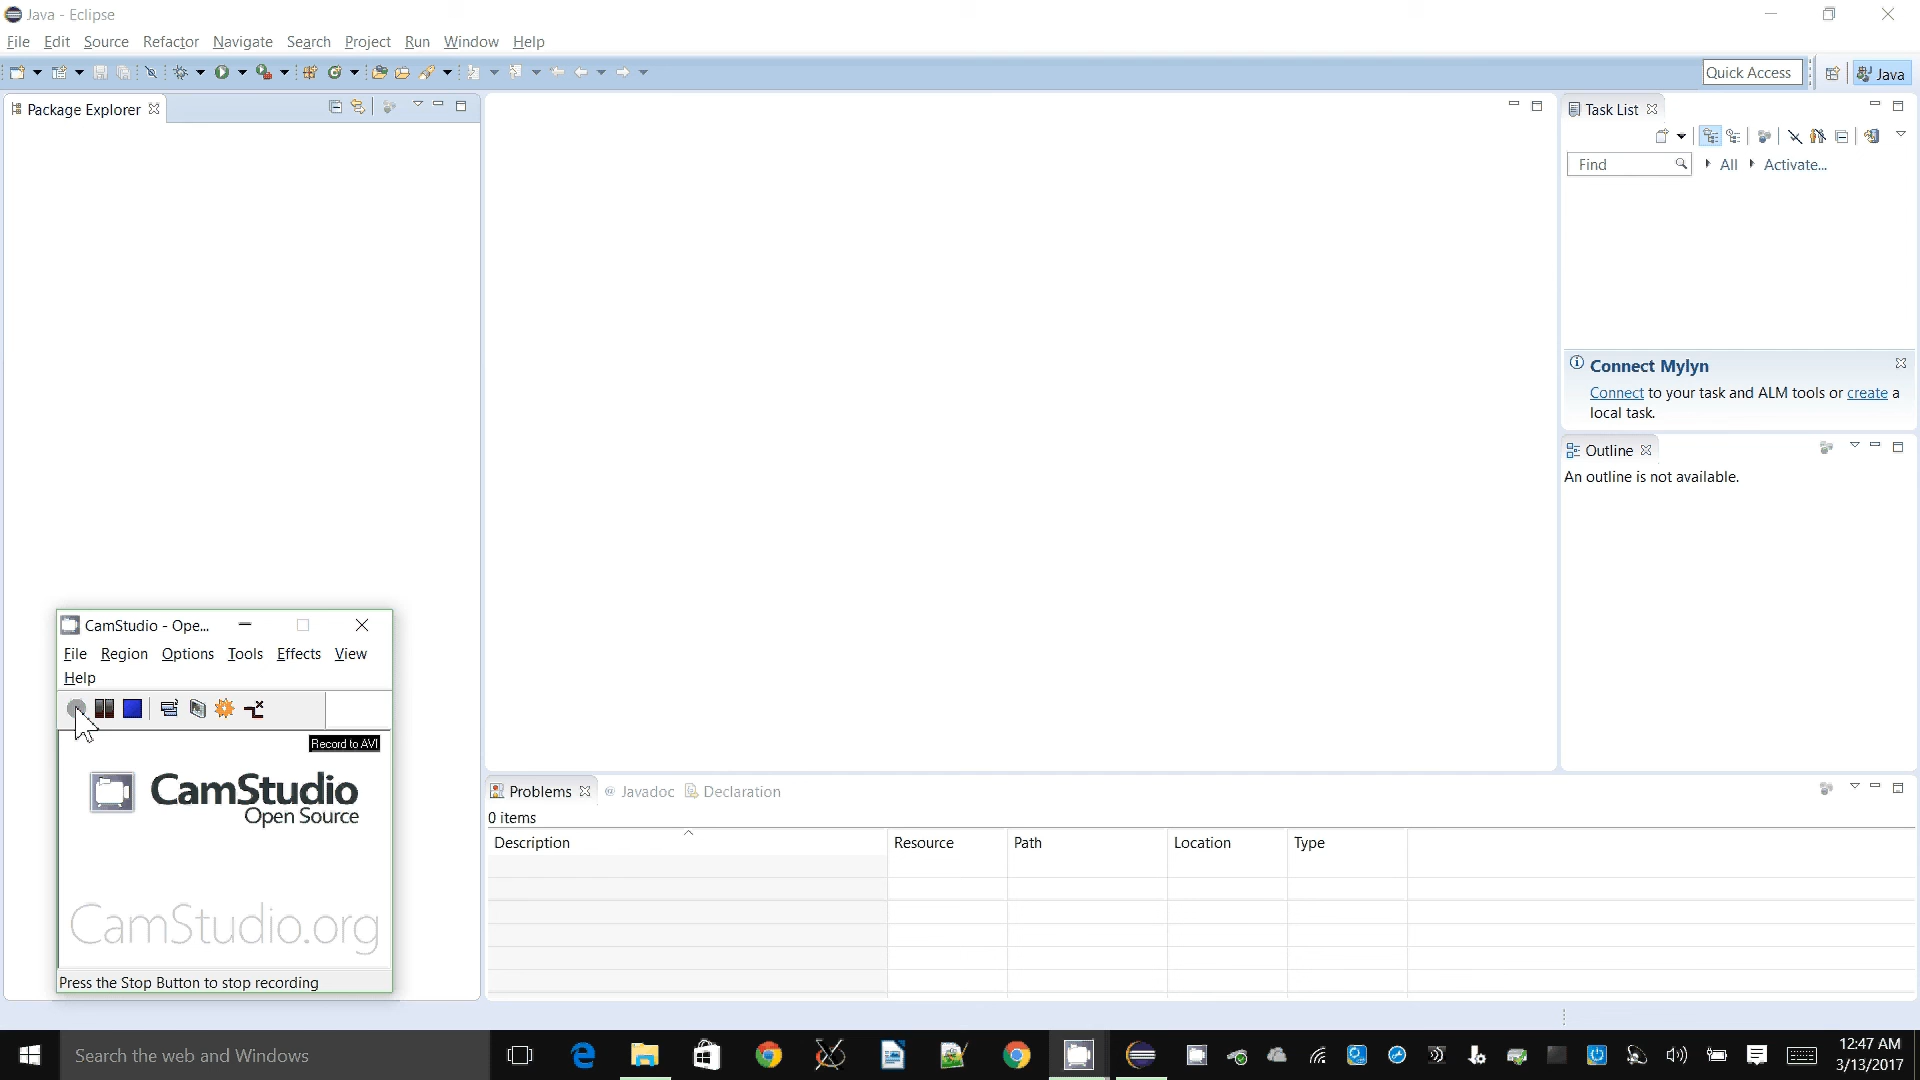 Java - Eclipse
File Edit Source Refactor Navigate Search Project Run Window Help
Quick Access
Java
Package Explorer
Task List
Find
All
Activate...
Connect Mylyn
Connect to your task and ALM tools or create a
local task.
Outline
An outline is not available.
CamStudio - Ope...
File Region Options Tools Effects View
Help
Record to AVI
CamStudio
Open Source
CamStudio.org
Press the Stop Button to stop recording
Problems @ Javadoc Declaration
0 items
Description Resource Path Location Type
Search the web and Windows
12:47 AM
3/13/2017